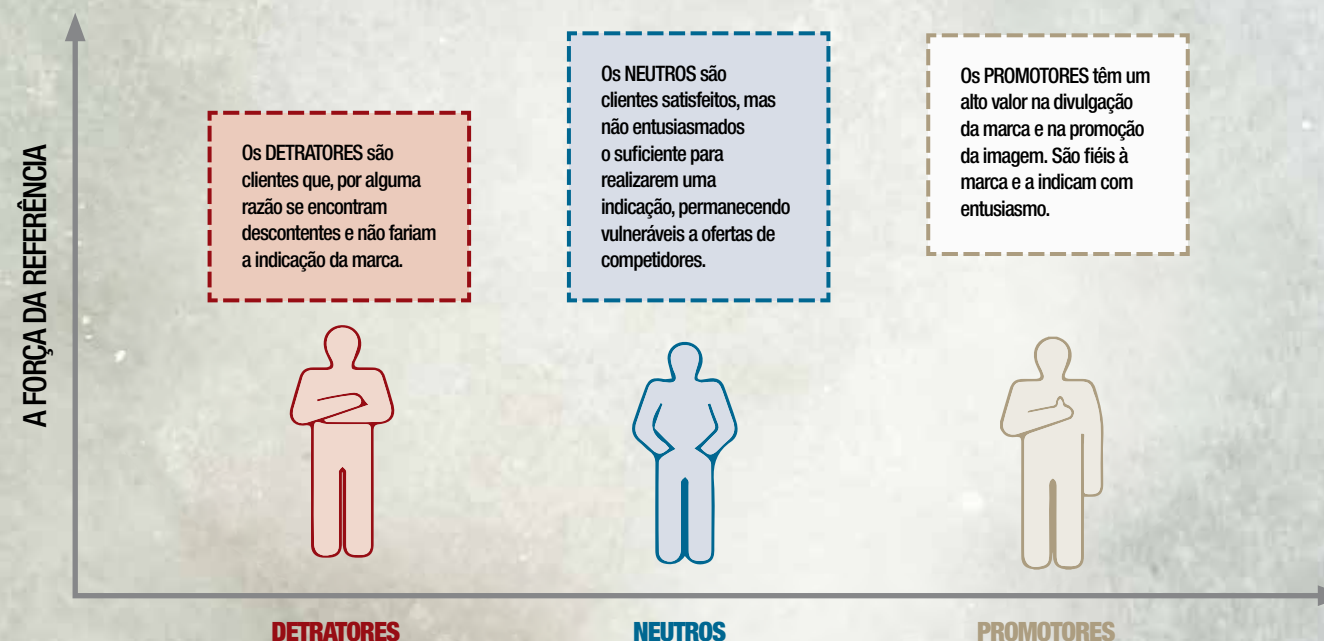 A FORÇA DA REFERÊNCIA
Os DETRATORES são
clientes que, por alguma
razão se encontram
descontentes e não fariam
a indicação da marca.
Os NEUTROS são
clientes satisfeitos, mas
não entusiasmados
o suficiente para
realizarem uma
indicação, permanecendo
vulneráveis a ofertas de
competidores.
Os PROMOTORES têm um
alto valor na divulgação
da marca e na promoção
da imagem. São fiéis à
marca e a indicam com
entusiasmo.
DETRATORES
NEUTROS
PROMOTORES